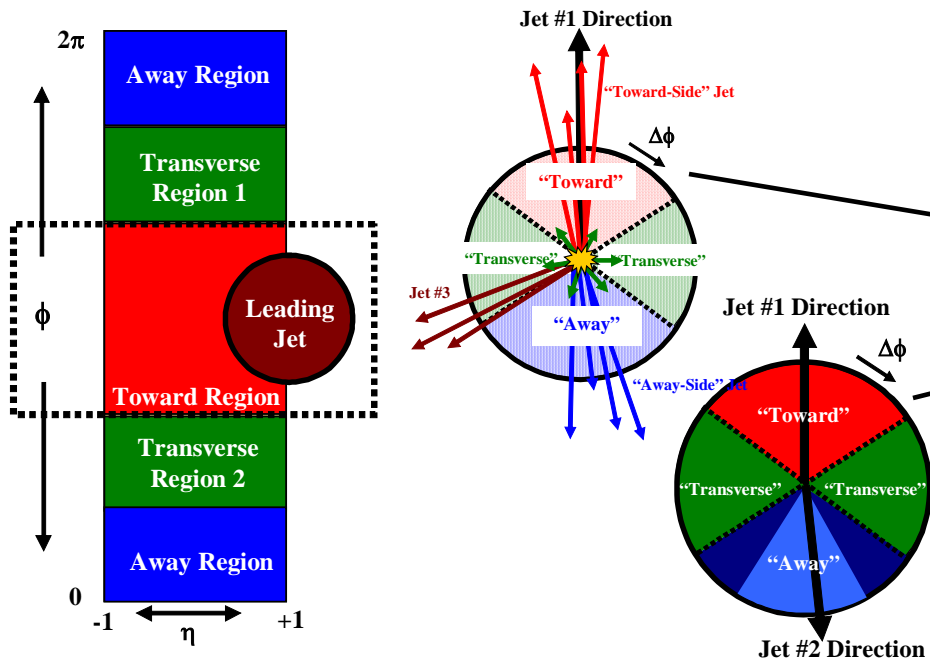 2π
Away Region
Transverse
Region 1
ϕ
Leading
Jet
Toward Region
Transverse
Region 2
Away Region
0
-1
η
+1
Jet #1 Direction
“Toward-Side” Jet
Δϕ
“Toward”
“Transverse”
“Transverse”
Jet #3
“Away”
“Away-Side” Jet
Jet #1 Direction
Δϕ
“Toward”
“Transverse”
“Transverse”
“Away”
Jet #2 Direction